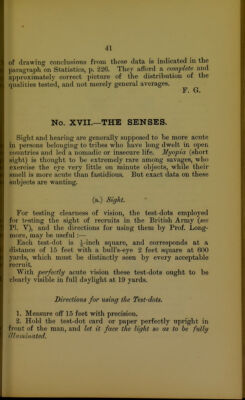 41
of drawing conclusions from these data is indicated in the
paragraph on Statistics, p. 226. They afford a complete and
approximately correct picture of the distribution of the
qualities tested, and not merely general averages.
F. G.
No. XVII.—THE SENSES.
Sight and hearing are generally supposed to be more acute
in persons belonging to tribes who have long dwelt in open
countries and led a nomadic or insecure life. Myopia (short
sight) is thought to be extremely rare among savages, who
exercise the eye very little on minute objects, while their
smell is more acute than fastidious. But exact data on these
subjects are wanting.
(a.) Sight.
For testing clearness of vision, the test-dots employed
for testing the sight of recruits in the British Army (see
Pl. V), and the directions for using them by Prof. Long-
more, may be useful :—
Each test-dot is ⅕-inch square, and corresponds at a
distance of 15 feet with a bull's-eye 2 feet square at 600
yards, which must be distinctly seen by every acceptable
recruit.
With perfectly acute vision these test-dots ought to be
clearly visible in full daylight at 19 yards.
Directions for using the Test-dots.
1. Measure off 15 feet with precision.
2. Hold the test-dot card or paper perfectly upright in
front of the man, and let it face the light so as to be fully
illuminated.